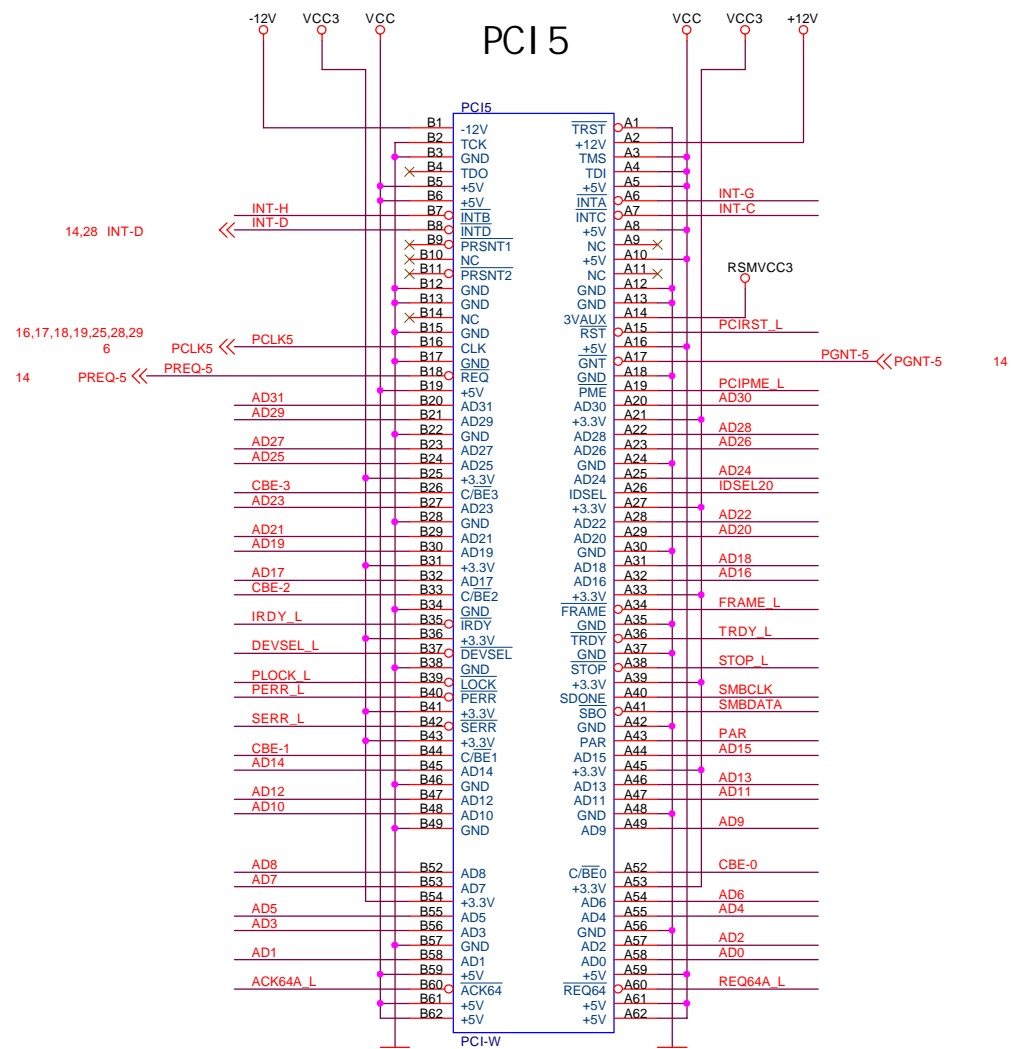 -12V VCC3 VCC VCC VCC3 +12V
PCI 5
PCI5
B1 -12V TRST A1
B2 TCK +12V A2
B3 GND TMS A3
B4 TDO TDI A4
B5 +5V +5V A5
B6 +5V INTA A6 INT-G
INT-H B7 INTB INTC A7 INT-C
14,28 INT-D INT-D B8 INTD +5V A8
B9 PRSNT1 NC A9
B10 NC +5V A10
B11 PRSNT2 NC A11 RSMVCC3
B12 GND GND A12
B13 GND GND A13
B14 NC 3VAUX A14
16,17,18,19,25,28,29 B15 GND RST A15 PCIRST_L
6 PCLK5 PCLK5 B16 CLK +5V A16
B17 GND GNT A17 PGNT-5 PGNT-5 14
14 PREQ-5 PREQ-5 B18 REQ GND A18
B19 +5V PME A19 PCIPME_L
AD31 B20 AD31 AD30 A20 AD30
AD29 B21 AD29 +3.3V A21
B22 GND AD28 A22 AD28
AD27 B23 AD27 AD26 A23 AD26
AD25 B24 AD25 GND A24
B25 +3.3V AD24 A25 AD24
CBE-3 B26 C/BE3 IDSEL A26 IDSEL20
AD23 B27 AD23 +3.3V A27
B28 GND AD22 A28 AD22
AD21 B29 AD21 AD20 A29 AD20
AD19 B30 AD19 GND A30
B31 +3.3V AD18 A31 AD18
AD17 B32 AD17 AD16 A32 AD16
CBE-2 B33 C/BE2 +3.3V A33
B34 GND FRAME A34 FRAME_L
IRDY_L B35 IRDY GND A35
B36 +3.3V TRDY A36 TRDY_L
DEVSEL_L B37 DEVSEL GND A37
B38 GND STOP A38 STOP_L
PLOCK_L B39 LOCK +3.3V A39
PERR_L B40 PERR SDONE A40 SMBCLK
B41 +3.3V SBO A41 SMBDATA
SERR_L B42 SERR GND A42
B43 +3.3V PAR A43 PAR
CBE-1 B44 C/BE1 AD15 A44 AD15
AD14 B45 AD14 +3.3V A45
B46 GND AD13 A46 AD13
AD12 B47 AD12 AD11 A47 AD11
AD10 B48 AD10 GND A48
B49 GND AD9 A49 AD9
AD8 B52 AD8 C/BE0 A52 CBE-0
AD7 B53 AD7 +3.3V A53
B54 +3.3V AD6 A54 AD6
AD5 B55 AD5 AD4 A55 AD4
AD3 B56 AD3 GND A56
B57 GND AD2 A57 AD2
AD1 B58 AD1 AD0 A58 AD0
B59 +5V +5V A59
ACK64A_L B60 ACK64 REQ64 A60 REQ64A_L
B61 +5V +5V A61
B62 +5V +5V A62
PCI-W